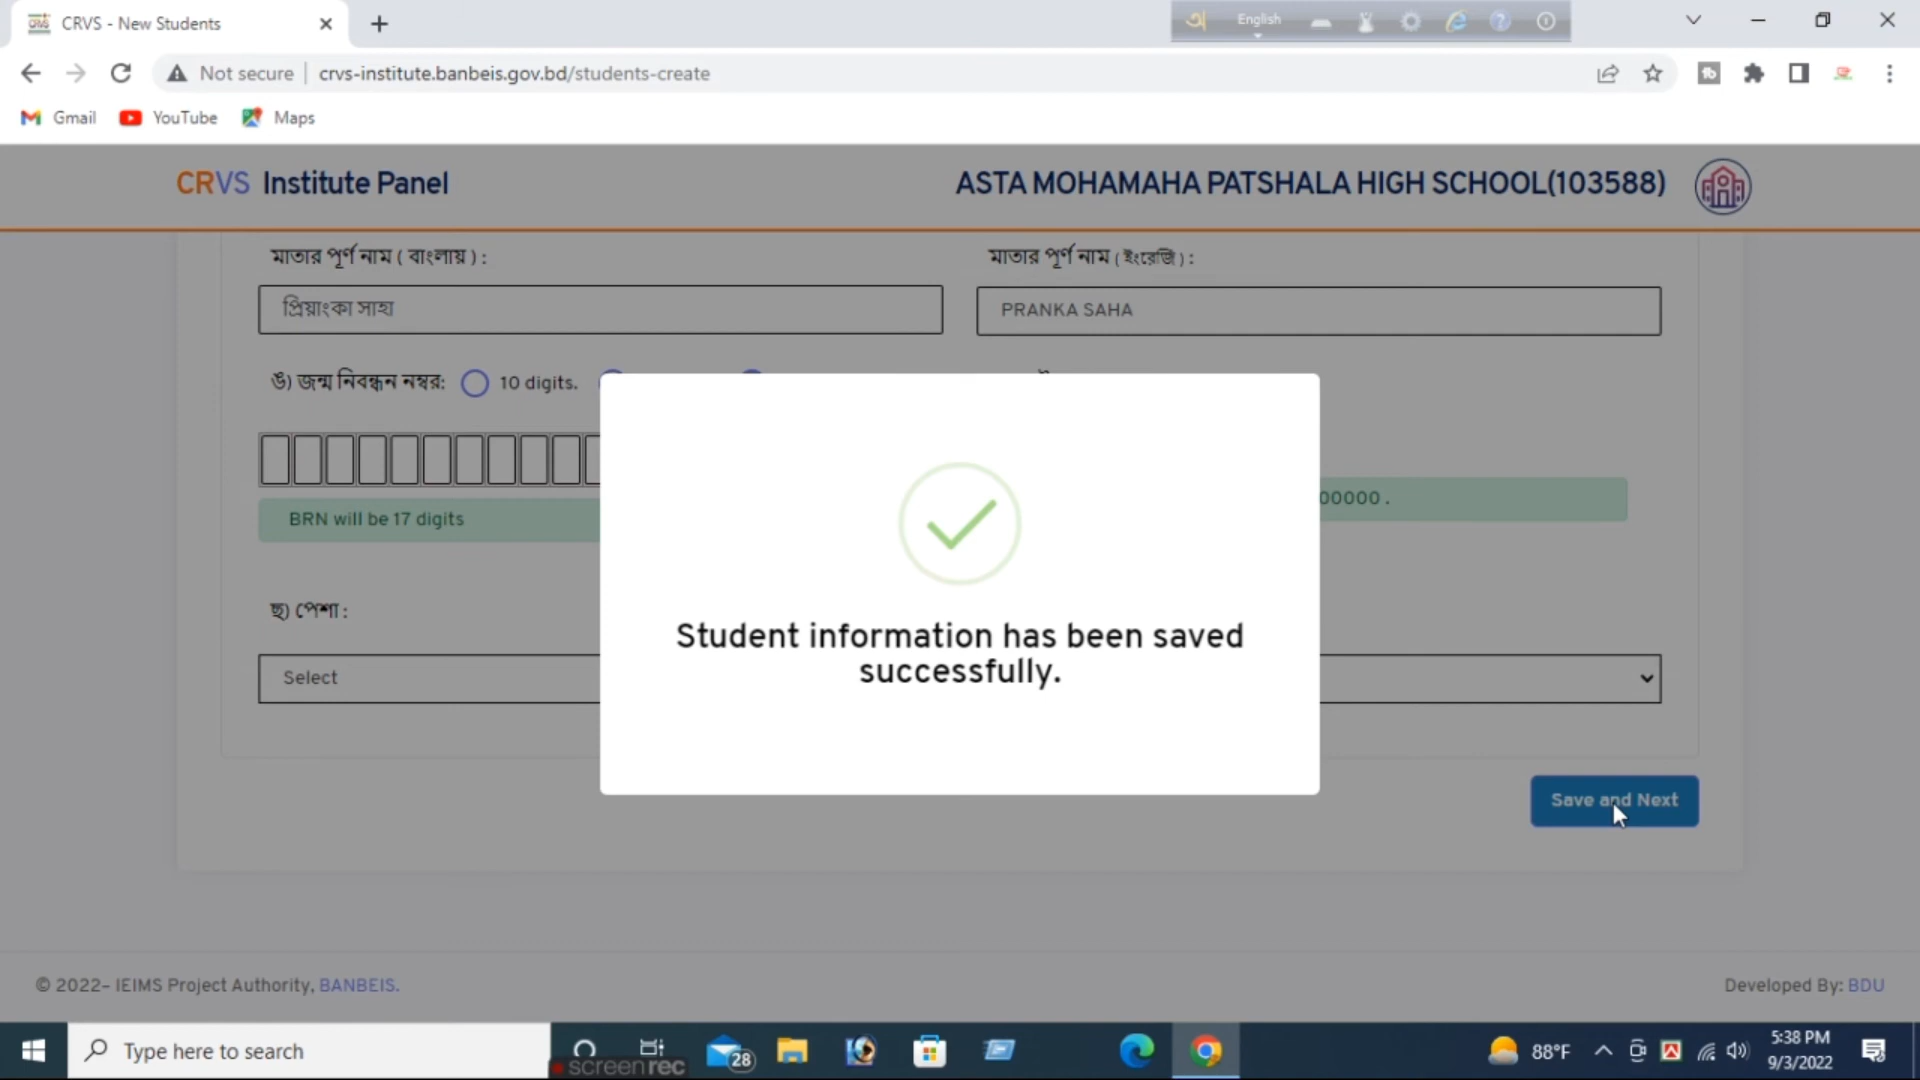 CRVS - New Students
English
Not secure
crvs-institute.banbeis.gov.bd/students-create
Gmail
YouTube
Maps
CRVS Institute Panel
ASTA MOHAMAHA PATSHALA HIGH SCHOOL(103588)
মাতার পূর্ণ নাম ( বাংলায় ) :
মাতার পূর্ণ নাম ( ইংরেজি ) :
প্রিয়াংকা সাহা
PRANKA SAHA
ঙ) জন্ম নিবন্ধন নম্বর:
10 digits.
BRN will be 17 digits
00000 .
Student information has been saved
successfully.
ছ) পেশা :
Select
Save and Next
© 2022- IEIMS Project Authority, BANBEIS.
Developed By: BDU
Type here to search
screenrec
28
88°F
5:38 PM
9/3/2022